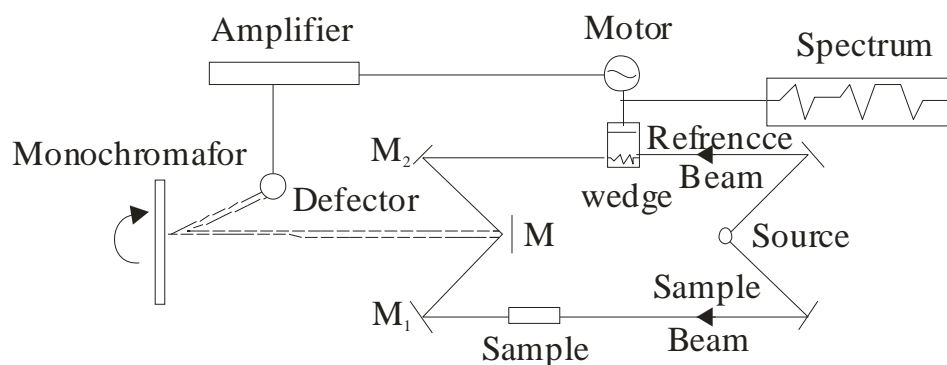 Amplifier
Motor
Spectrum
Monochromafor
M₂
Refrencce
Beam
wedge
Defector
M
Source
M₁
Sample
Sample
Beam